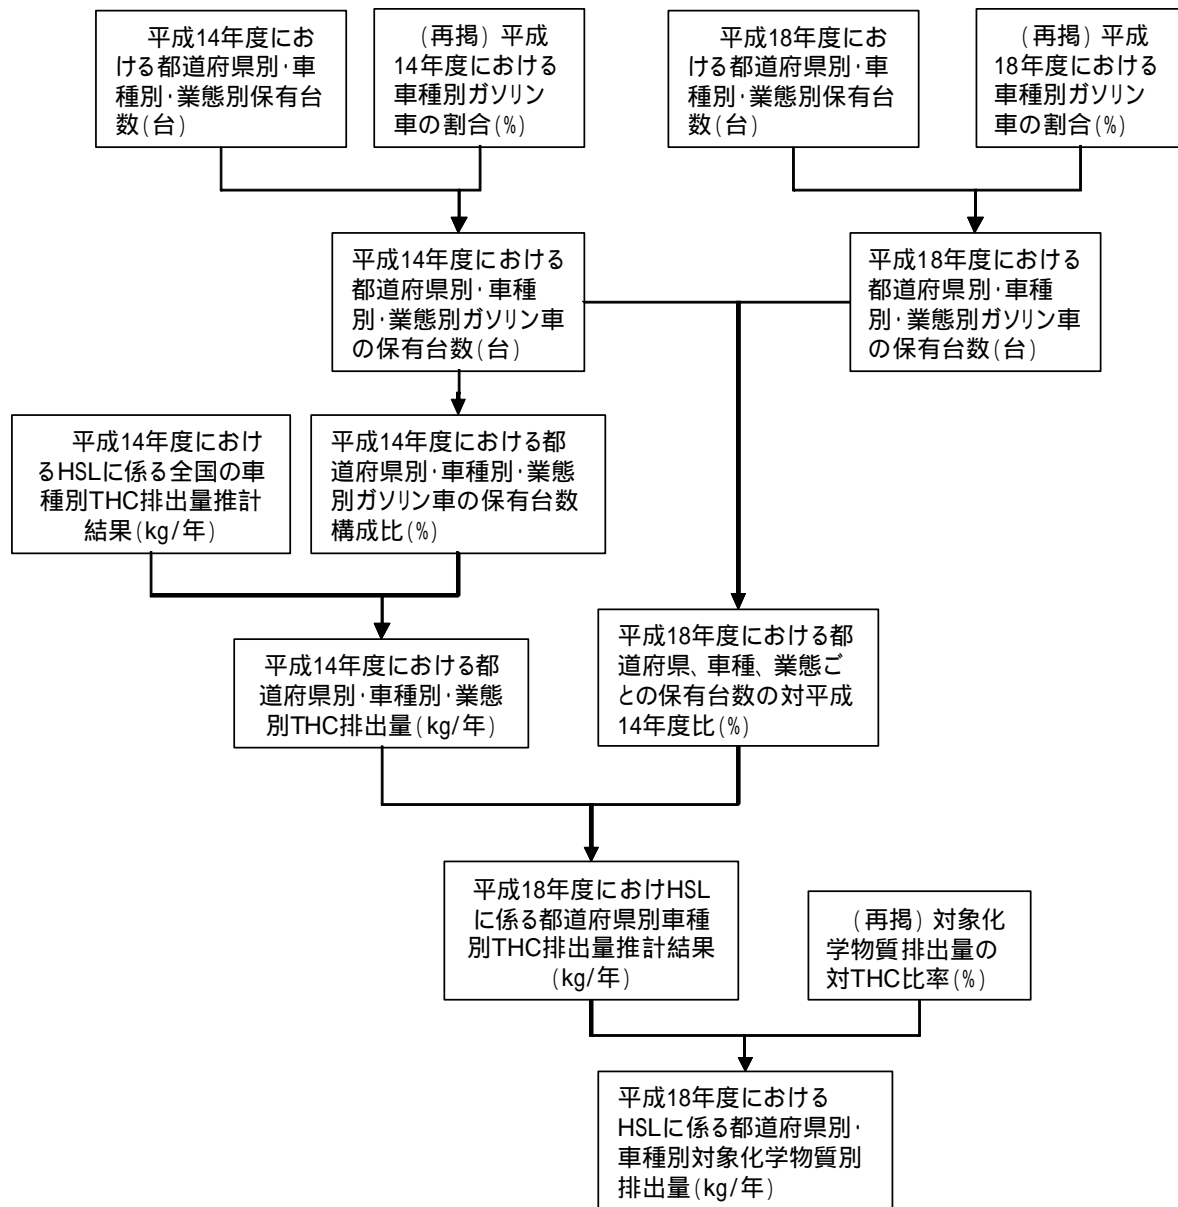 平成14年度にお
ける都道府県別･車
種別･業態別保有台
数(台)
(再掲) 平成
14年度における
車種別ガソリン
車の割合(%)
平成18年度にお
ける都道府県別･車
種別･業態別保有台
数(台)
(再掲) 平成
18年度における
車種別ガソリン
車の割合(%)
平成14年度における
都道府県別･車種
別･業態別ガソリン車
の保有台数(台)
平成18年度における
都道府県別･車種
別･業態別ガソリン車
の保有台数(台)
平成14年度におけ
るHSLに係る全国の車
種別THC排出量推計
結果(kg/年)
平成14年度における都
道府県別･車種別･業態
別ガソリン車の保有台数
構成比(%)
平成14年度における都
道府県別･車種別･業態
別THC排出量(kg/年)
平成18年度における都
道府県、車種、業態ご
との保有台数の対平成
14年度比(%)
平成18年度におけHSL
に係る都道府県別車種
別THC排出量推計結果
(kg/年)
(再掲) 対象化
学物質排出量の
対THC比率(%)
平成18年度における
HSLに係る都道府県別･
車種別対象化学物質別
排出量(kg/年)